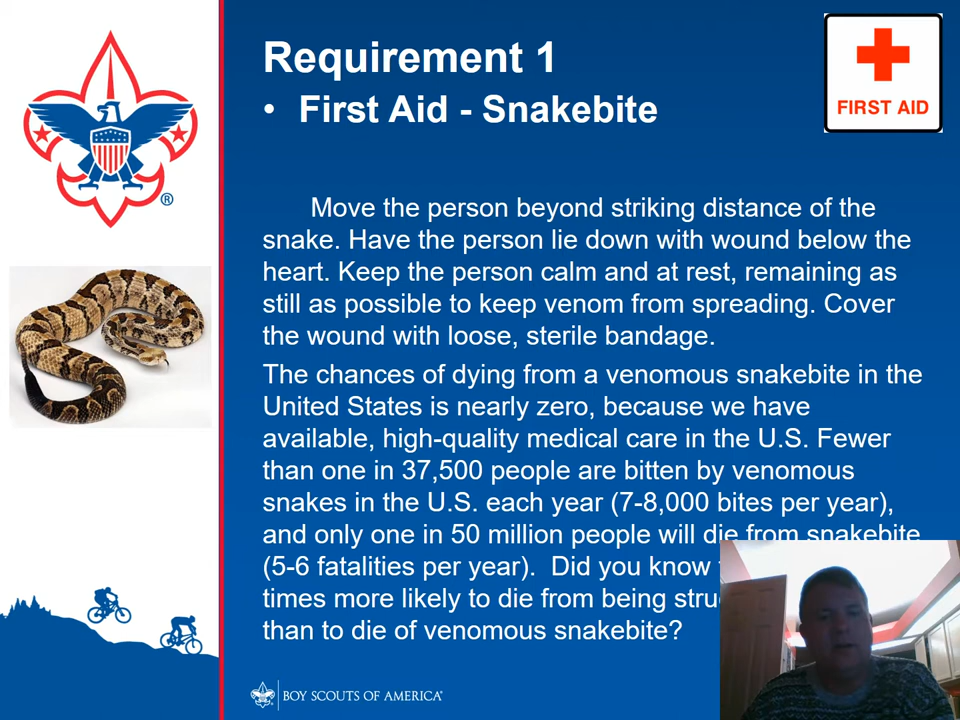 Requirement 1
• First Aid - Snakebite
FIRST AID
®
Move the person beyond striking distance of the
snake. Have the person lie down with wound below the
heart. Keep the person calm and at rest, remaining as
still as possible to keep venom from spreading. Cover
the wound with loose, sterile bandage.
The chances of dying from a venomous snakebite in the
United States is nearly zero, because we have
available, high-quality medical care in the U.S. Fewer
than one in 37,500 people are bitten by venomous
snakes in the U.S. each year (7-8,000 bites per year),
and only one in 50 million people will die from snakebite
(5-6 fatalities per year). Did you know
times more likely to die from being
than to die of venomous snakebite?
BOY SCOUTS OF AMERICA®